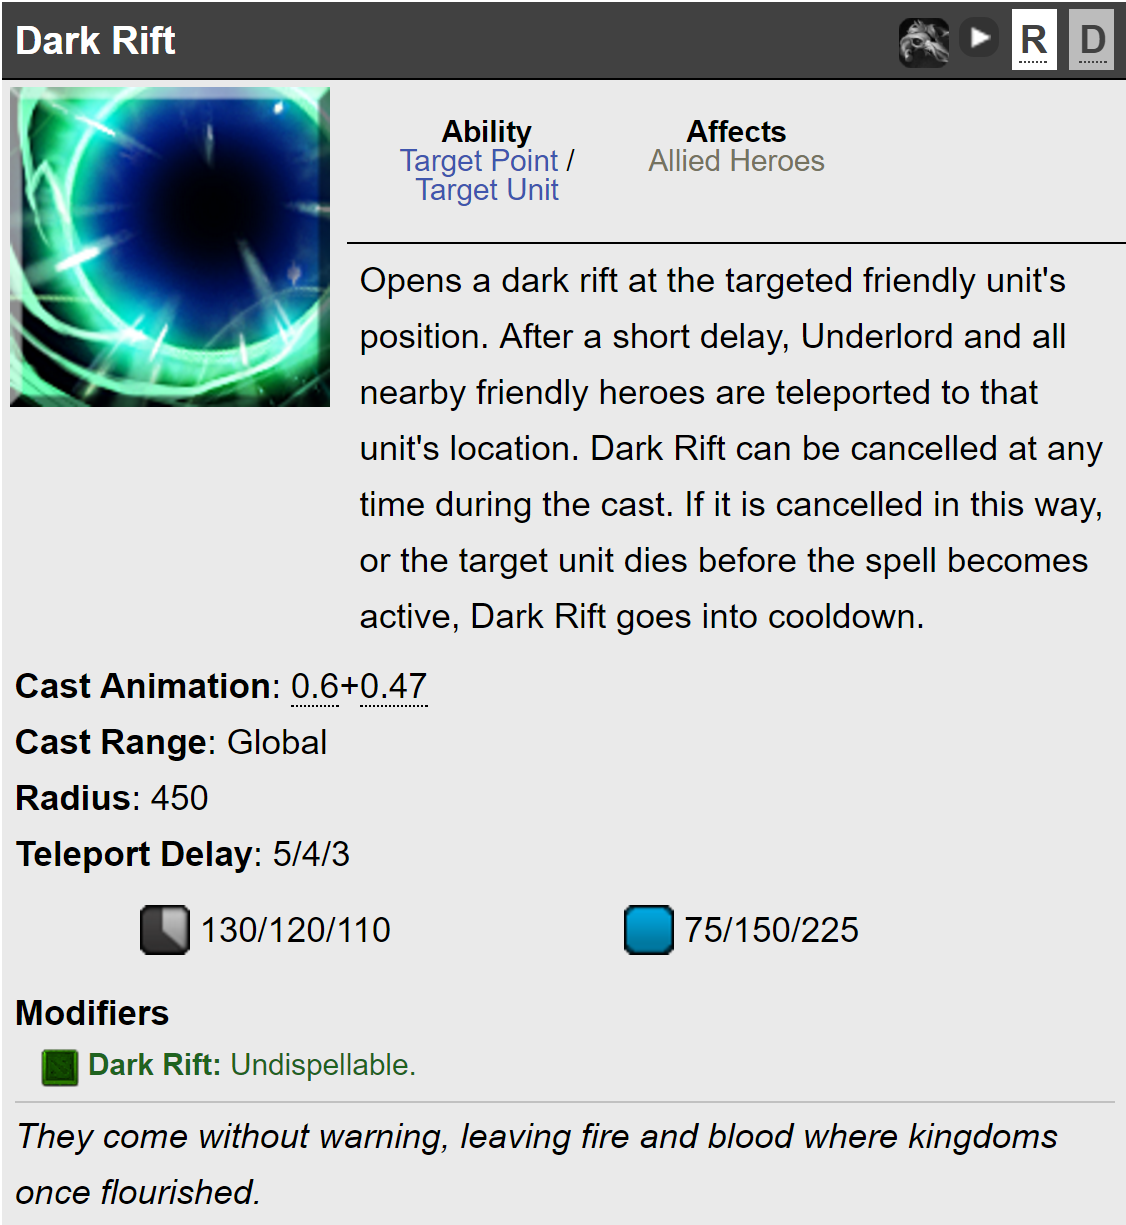 Dark Rift
R D
Ability
Target Point /
Target Unit
Affects
Allied Heroes
Opens a dark rift at the targeted friendly unit's
position. After a short delay, Underlord and all
nearby friendly heroes are teleported to that
unit's location. Dark Rift can be cancelled at any
time during the cast. If it is cancelled in this way,
or the target unit dies before the spell becomes
active, Dark Rift goes into cooldown.
Cast Animation: 0.6+0.47
Cast Range: Global
Radius: 450
Teleport Delay: 5/4/3
130/120/110
75/150/225
Modifiers
Dark Rift: Undispellable.
They come without warning, leaving fire and blood where kingdoms
once flourished.